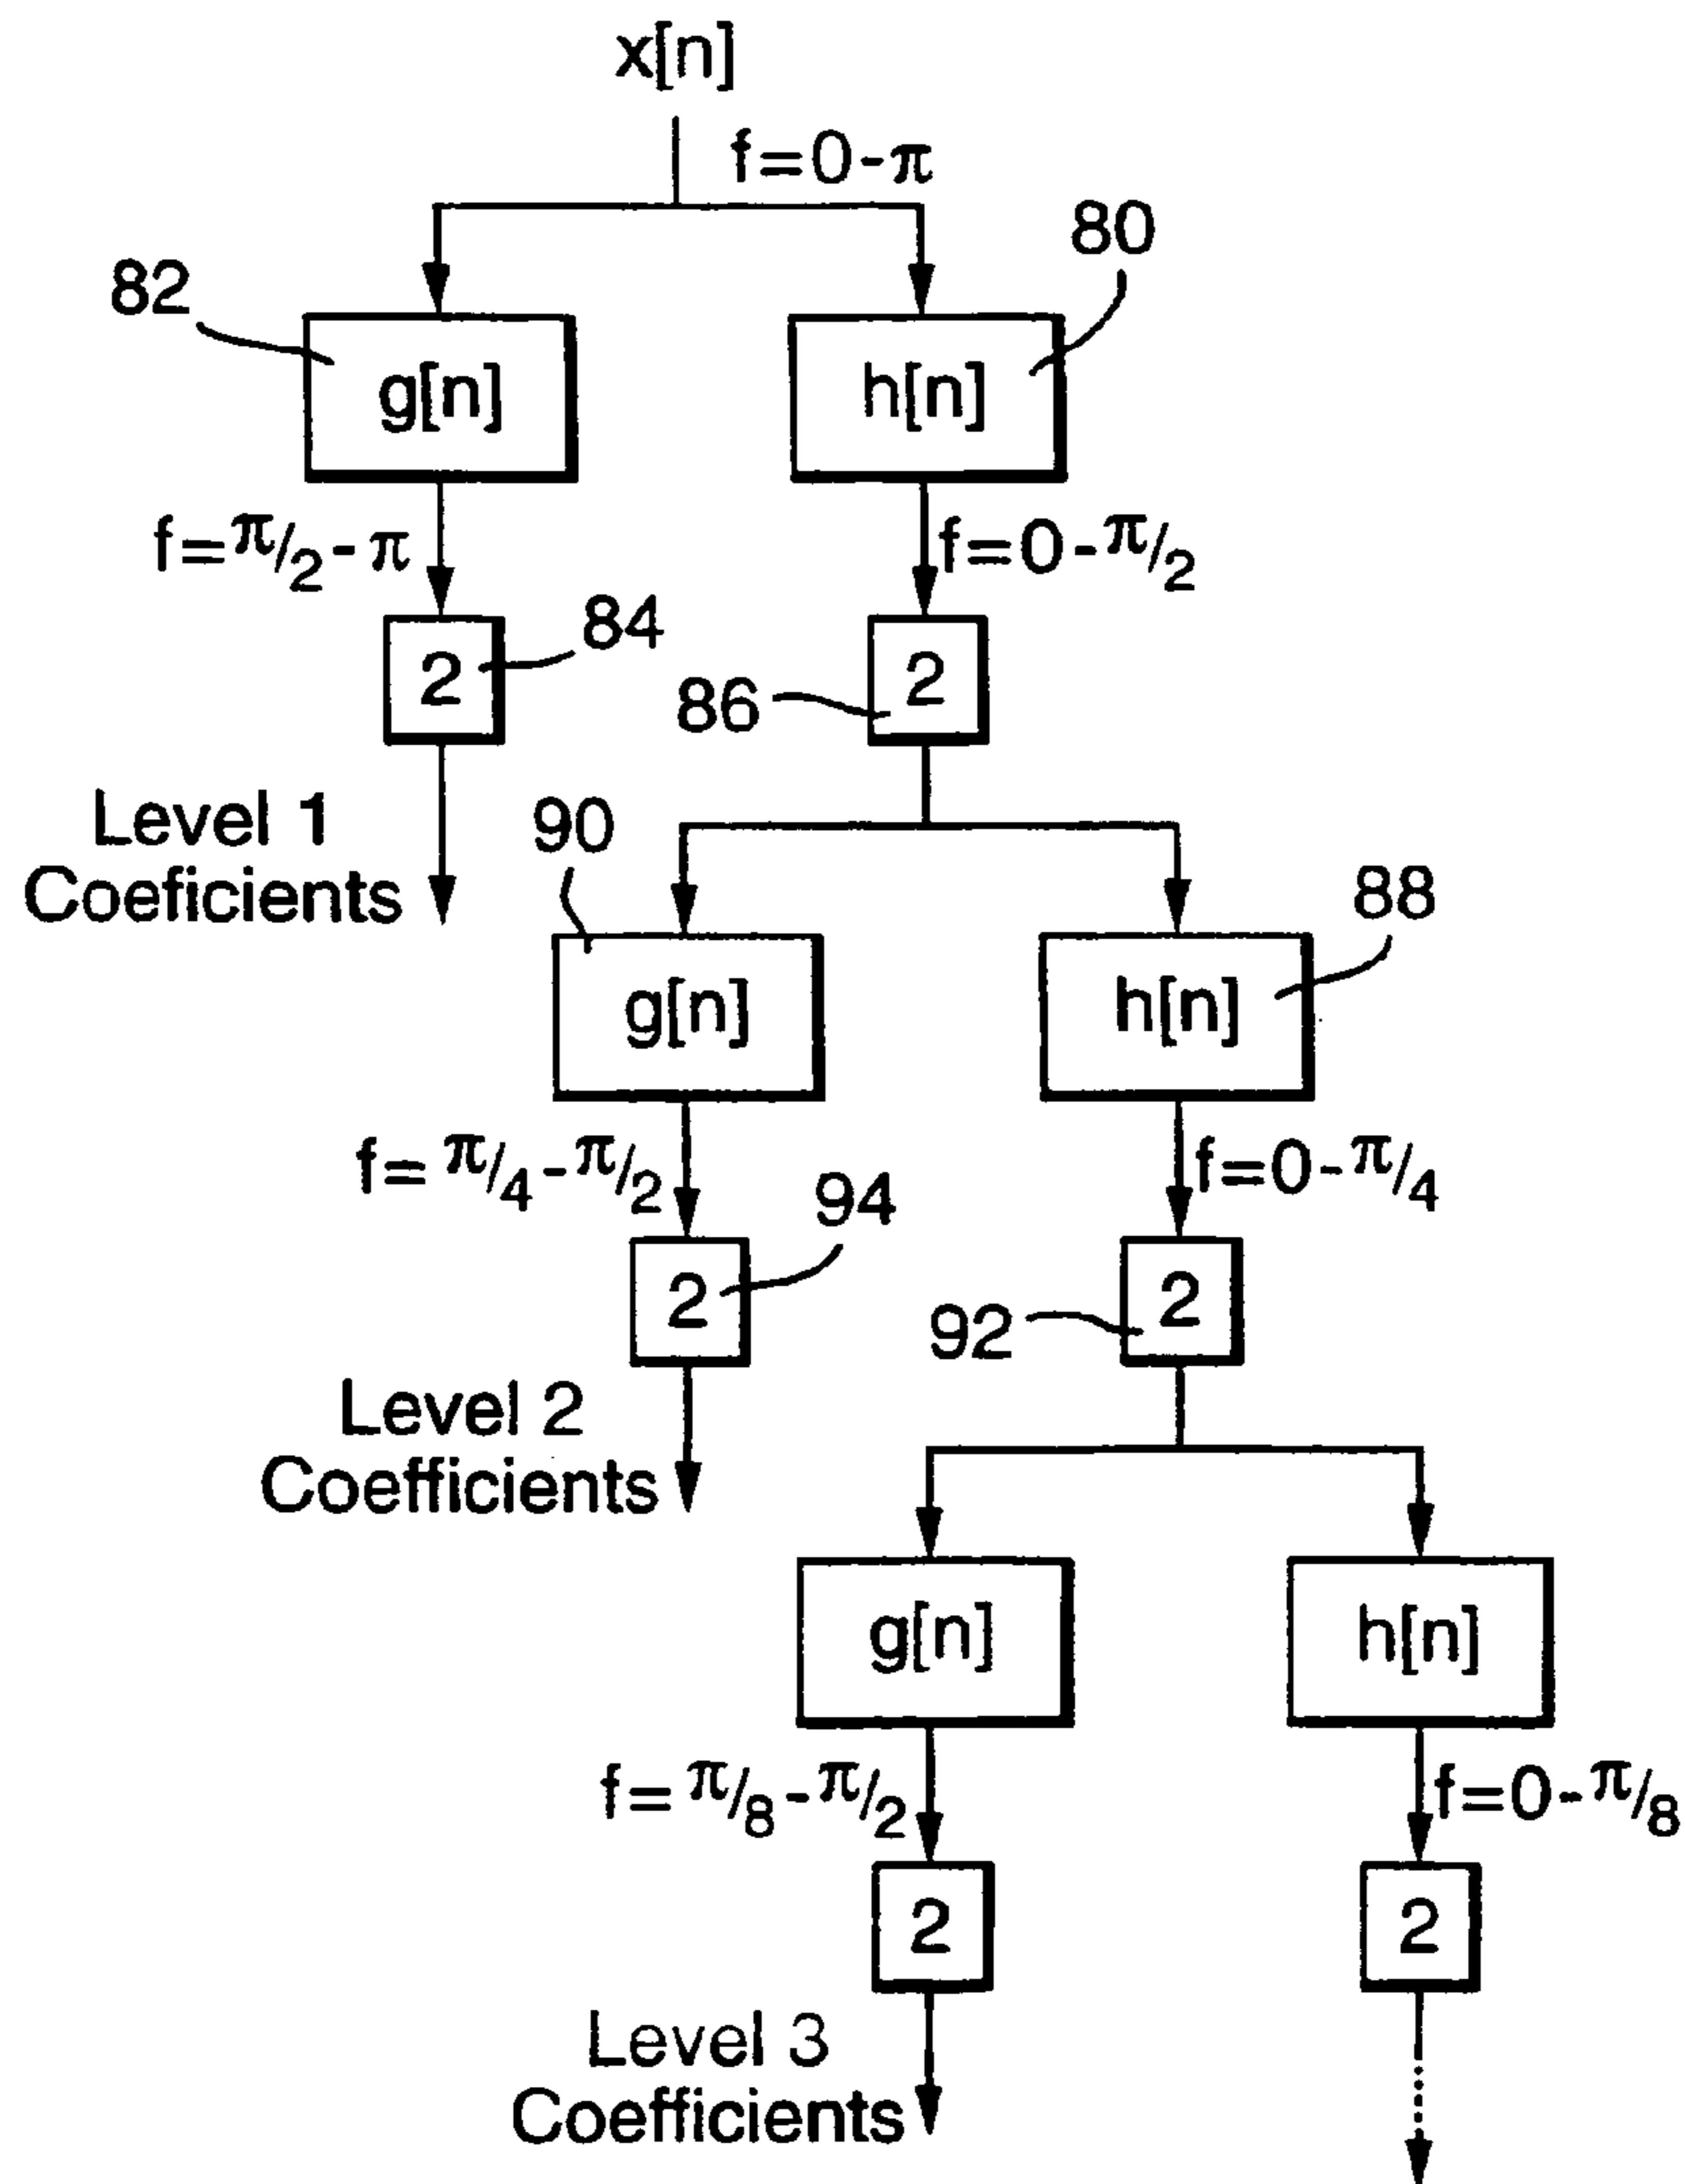 x[n]
f=0-π
80
82
g[n]
h[n]
f=π/2-π
f=0-π/2
84
2
86
2
Level 1
Coeficients
90
88
g[n]
h[n]
f=π/4-π/2
f=0-π/4
94
2
92
2
Level 2
Coefficients
g[n]
h[n]
f=π/8-π/2
f=0-π/8
2
2
Level 3
Coefficients